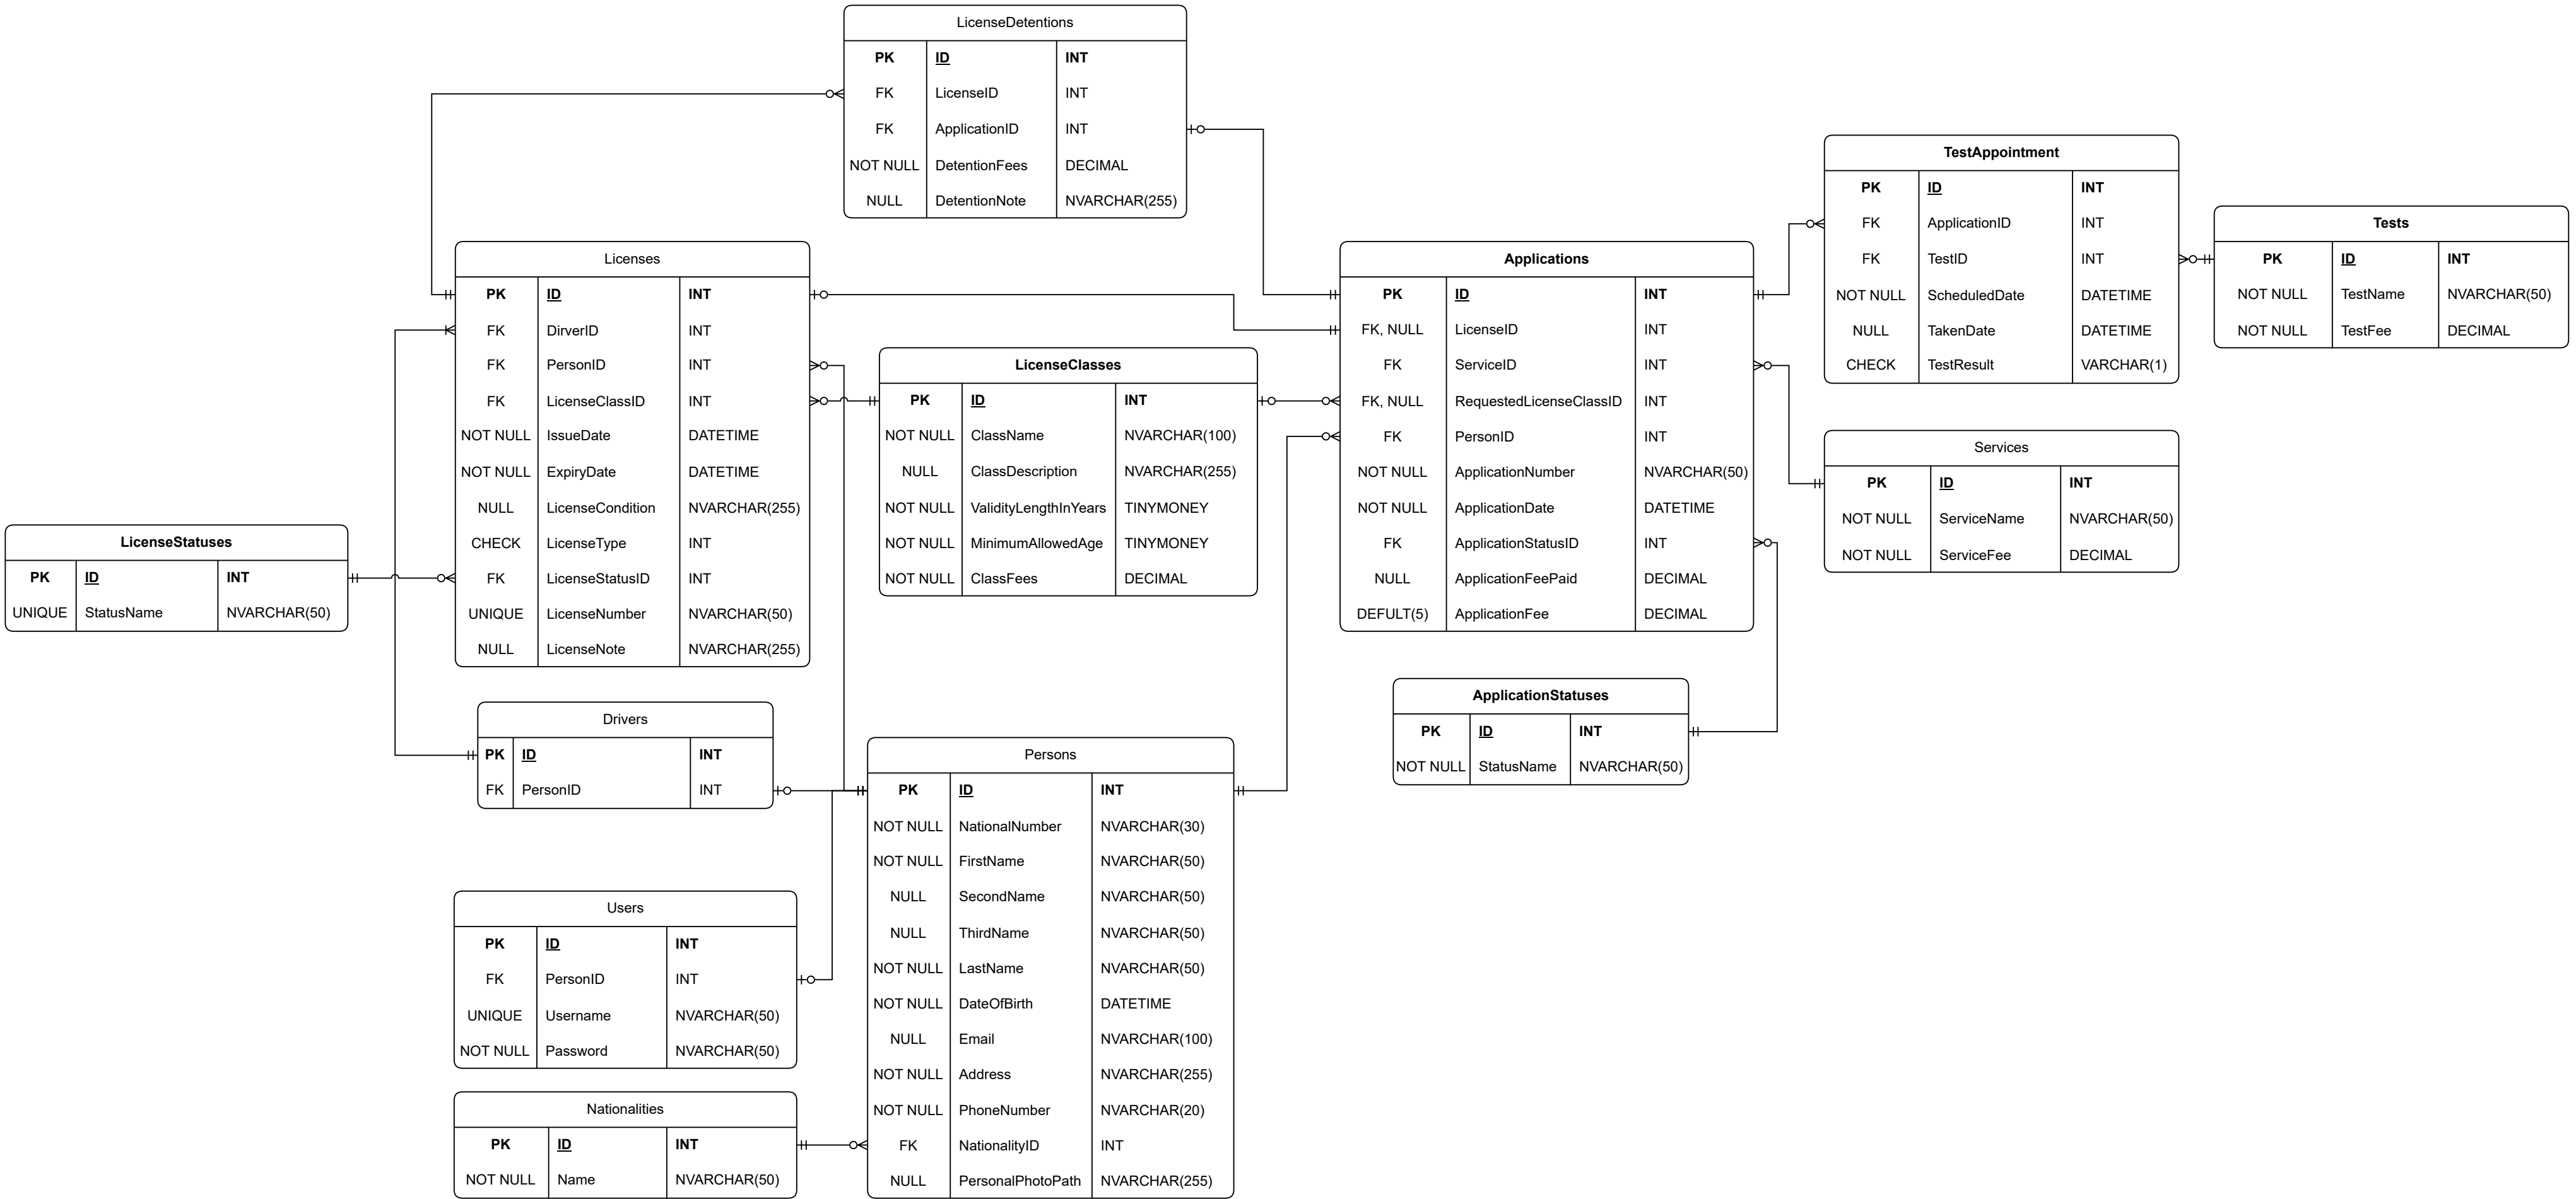 LicenseDetentions
PK ID INT
FK LicenseID INT
FK ApplicationID INT
NOT NULL DetentionFees DECIMAL
NULL DetentionNote NVARCHAR(255)
TestAppointment
PK ID INT
FK ApplicationID INT
FK TestID INT
NOT NULL ScheduledDate DATETIME
NULL TakenDate DATETIME
CHECK TestResult VARCHAR(1)
Tests
PK ID INT
NOT NULL TestName NVARCHAR(50)
NOT NULL TestFee DECIMAL
Licenses
PK ID INT
FK DirverID INT
FK PersonID INT
FK LicenseClassID INT
NOT NULL IssueDate DATETIME
NOT NULL ExpiryDate DATETIME
NULL LicenseCondition NVARCHAR(255)
CHECK LicenseType INT
FK LicenseStatusID INT
UNIQUE LicenseNumber NVARCHAR(50)
NULL LicenseNote NVARCHAR(255)
Applications
PK ID INT
FK, NULL LicenseID INT
FK ServiceID INT
FK, NULL RequestedLicenseClassID INT
FK PersonID INT
NOT NULL ApplicationNumber NVARCHAR(50)
NOT NULL ApplicationDate DATETIME
FK ApplicationStatusID INT
NULL ApplicationFeePaid DECIMAL
DEFULT(5) ApplicationFee DECIMAL
LicenseClasses
PK ID INT
NOT NULL ClassName NVARCHAR(100)
NULL ClassDescription NVARCHAR(255)
NOT NULL ValidityLengthInYears TINYMONEY
NOT NULL MinimumAllowedAge TINYMONEY
NOT NULL ClassFees DECIMAL
Services
PK ID INT
NOT NULL ServiceName NVARCHAR(50)
NOT NULL ServiceFee DECIMAL
LicenseStatuses
PK ID INT
UNIQUE StatusName NVARCHAR(50)
ApplicationStatuses
PK ID INT
NOT NULL StatusName NVARCHAR(50)
Drivers
PK ID INT
FK PersonID INT
Persons
PK ID INT
NOT NULL NationalNumber NVARCHAR(30)
NOT NULL FirstName NVARCHAR(50)
NULL SecondName NVARCHAR(50)
NULL ThirdName NVARCHAR(50)
NOT NULL LastName NVARCHAR(50)
NOT NULL DateOfBirth DATETIME
NULL Email NVARCHAR(100)
NOT NULL Address NVARCHAR(255)
NOT NULL PhoneNumber NVARCHAR(20)
FK NationalityID INT
NULL PersonalPhotoPath NVARCHAR(255)
Users
PK ID INT
FK PersonID INT
UNIQUE Username NVARCHAR(50)
NOT NULL Password NVARCHAR(50)
Nationalities
PK ID INT
NOT NULL Name NVARCHAR(50)